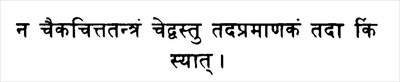 न चैकचित्ततन्त्रं चेद्वस्तु तदप्रमाणकं तदा किं
स्यात् ।